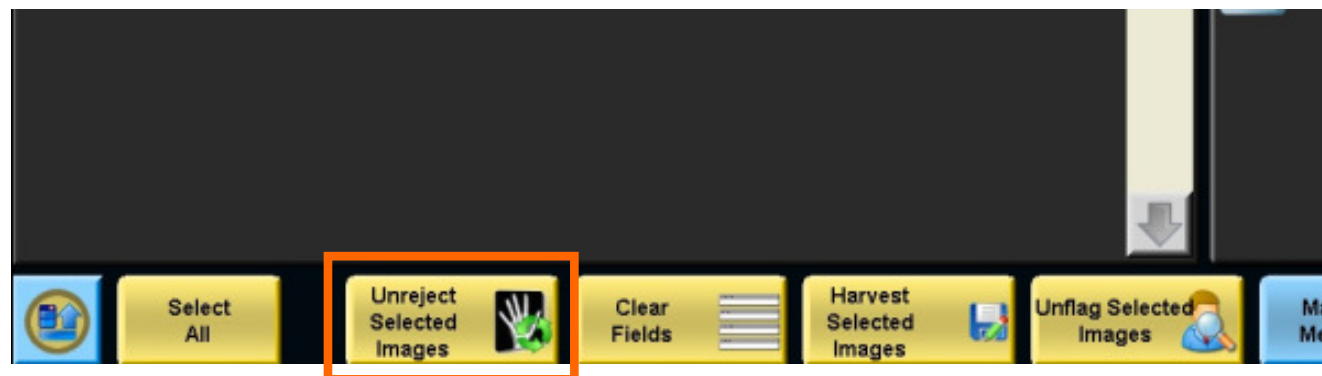 Select
All
Unreject
Selected
Images
Clear
Fields
Harvest
Selected
Images
Unflag Selected
Images